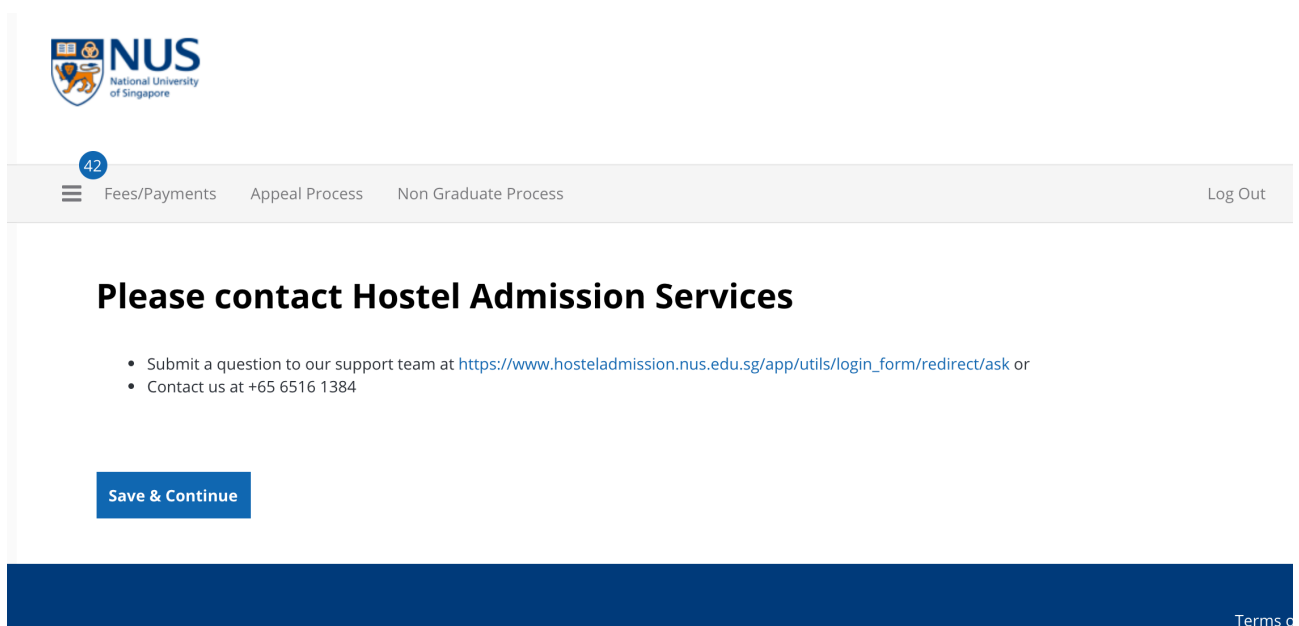 NUS
National University
of Singapore
42
Fees/Payments Appeal Process Non Graduate Process Log Out
Please contact Hostel Admission Services
• Submit a question to our support team at https://www.hosteladmission.nus.edu.sg/app/utils/login_form/redirect/ask or
• Contact us at +65 6516 1384
Save & Continue
Terms